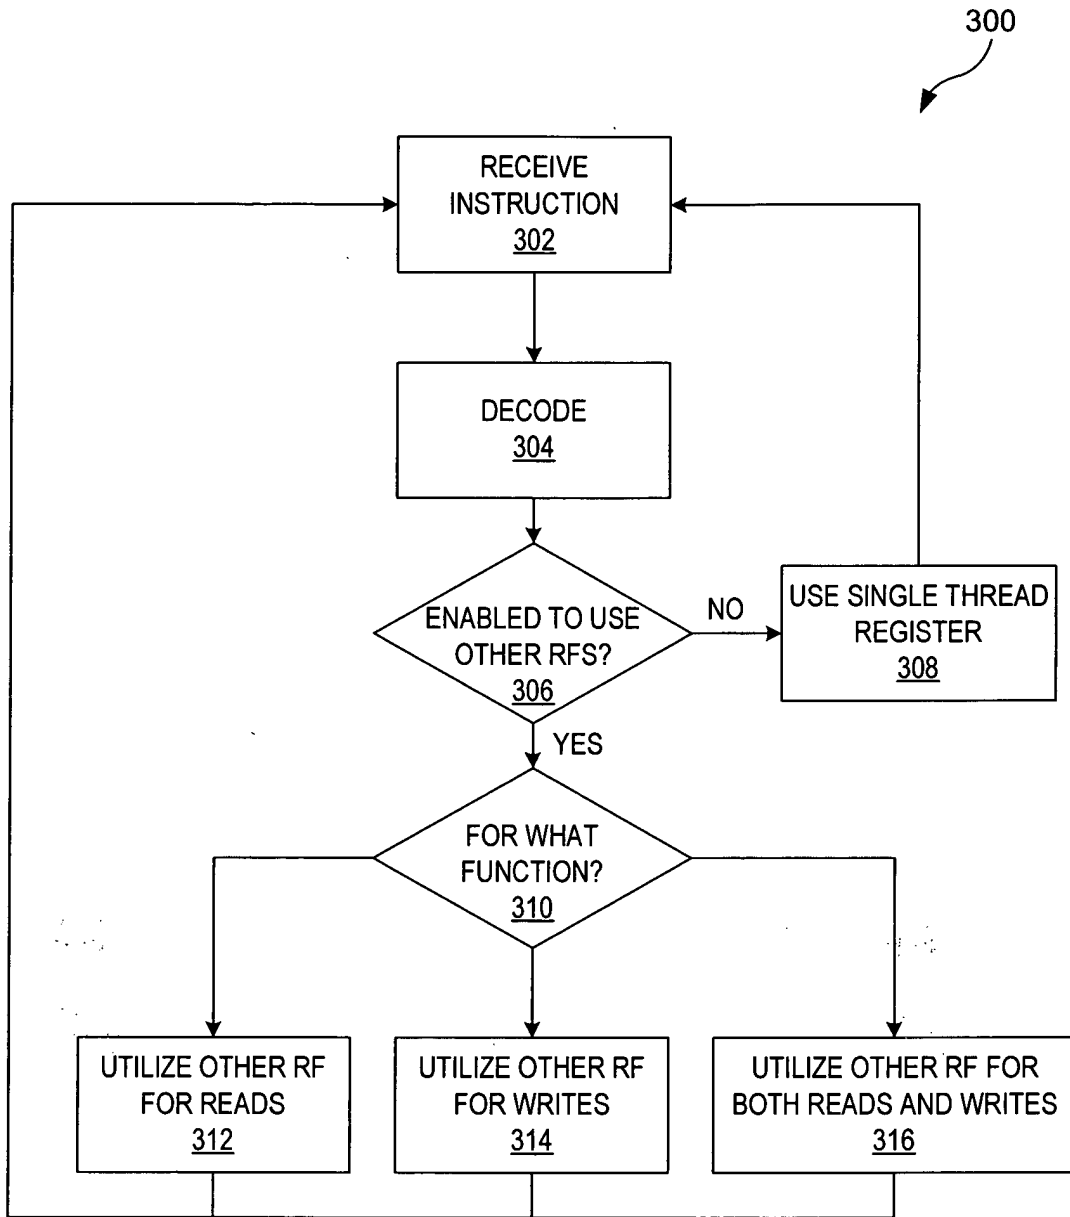 300
RECEIVE
INSTRUCTION
302
DECODE
304
ENABLED TO USE
OTHER RFS?
306
NO
USE SINGLE THREAD
REGISTER
308
YES
FOR WHAT
FUNCTION?
310
UTILIZE OTHER RF
FOR READS
312
UTILIZE OTHER RF
FOR WRITES
314
UTILIZE OTHER RF FOR
BOTH READS AND WRITES
316